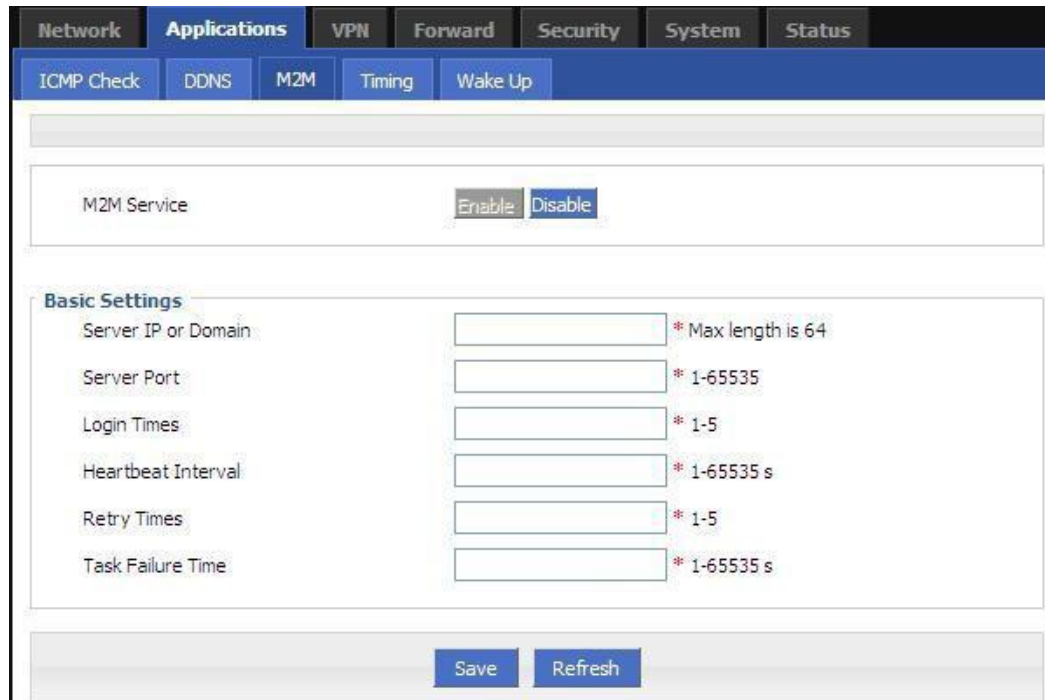 Network Applications VPN Forward Security System Status
ICMP Check DDNS M2M Timing Wake Up
M2M Service Enable Disable
Basic Settings
Server IP or Domain * Max length is 64
Server Port * 1-65535
Login Times * 1-5
Heartbeat Interval * 1-65535 s
Retry Times * 1-5
Task Failure Time * 1-65535 s
Save Refresh